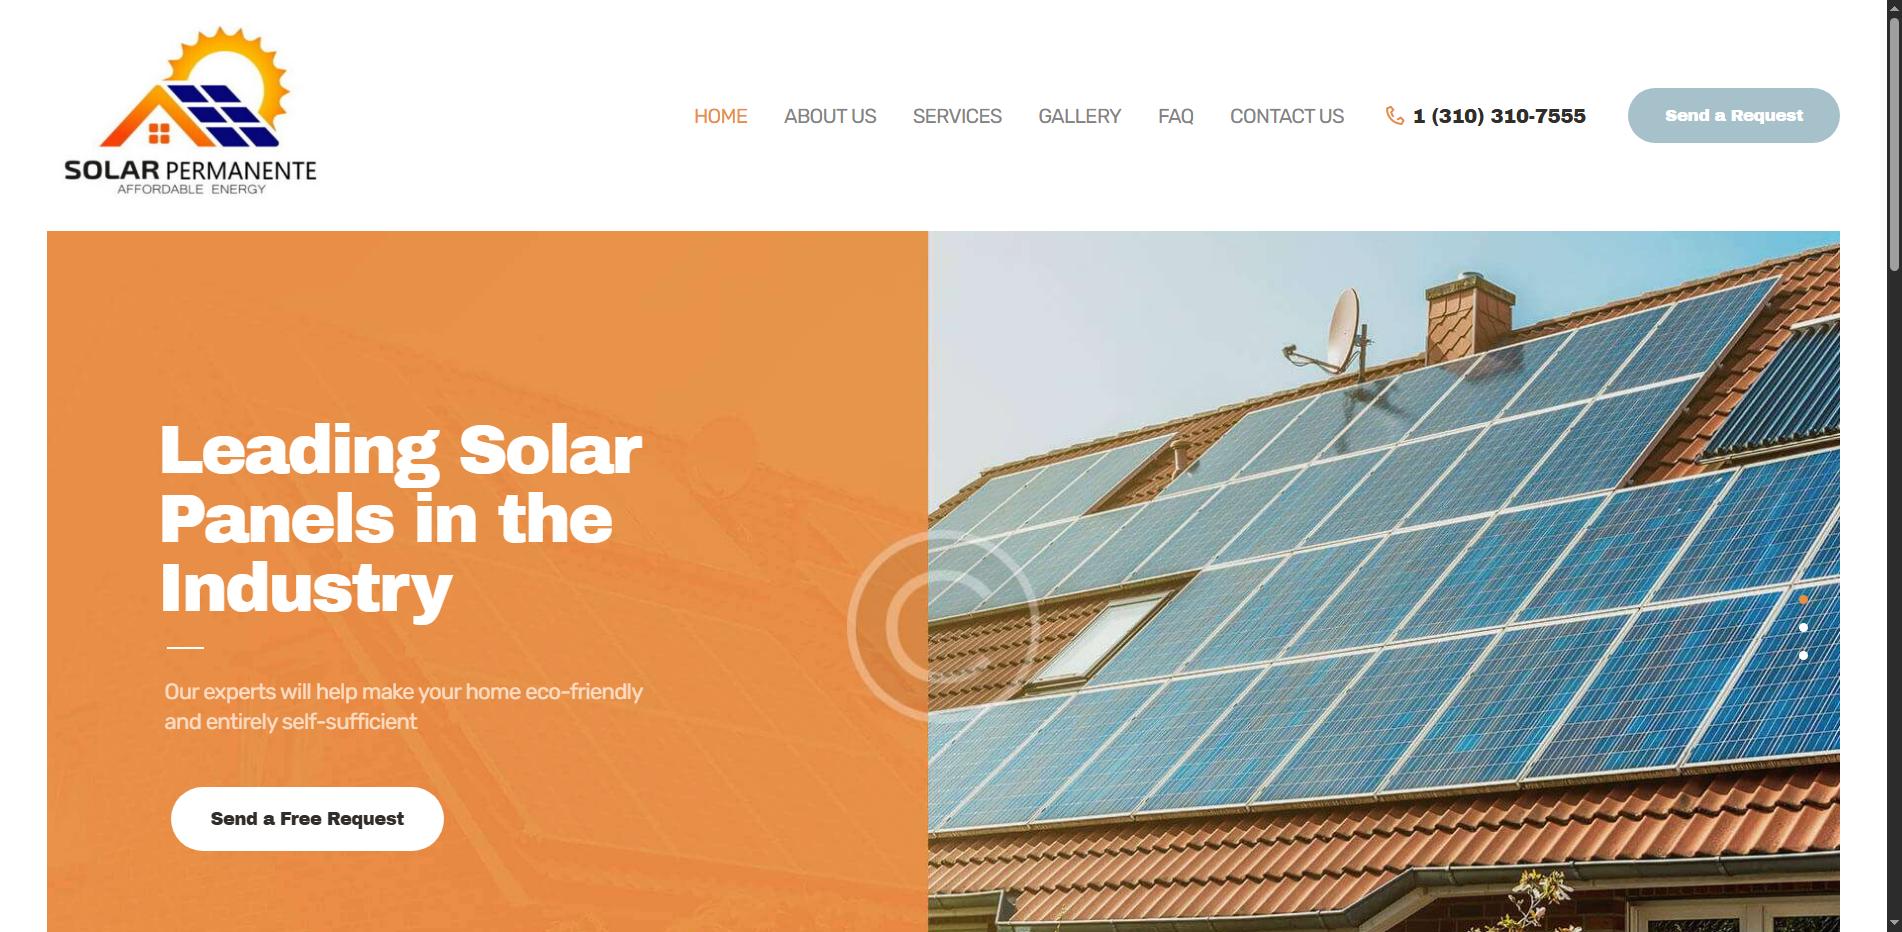 SOLAR PERMANENTE
AFFORDABLE ENERGY
HOME ABOUT US SERVICES GALLERY FAQ CONTACT US 1 (310) 310-7555 Send a Request
Leading Solar
Panels in the
Industry
Our experts will help make your home eco-friendly
and entirely self-sufficient
Send a Free Request
©